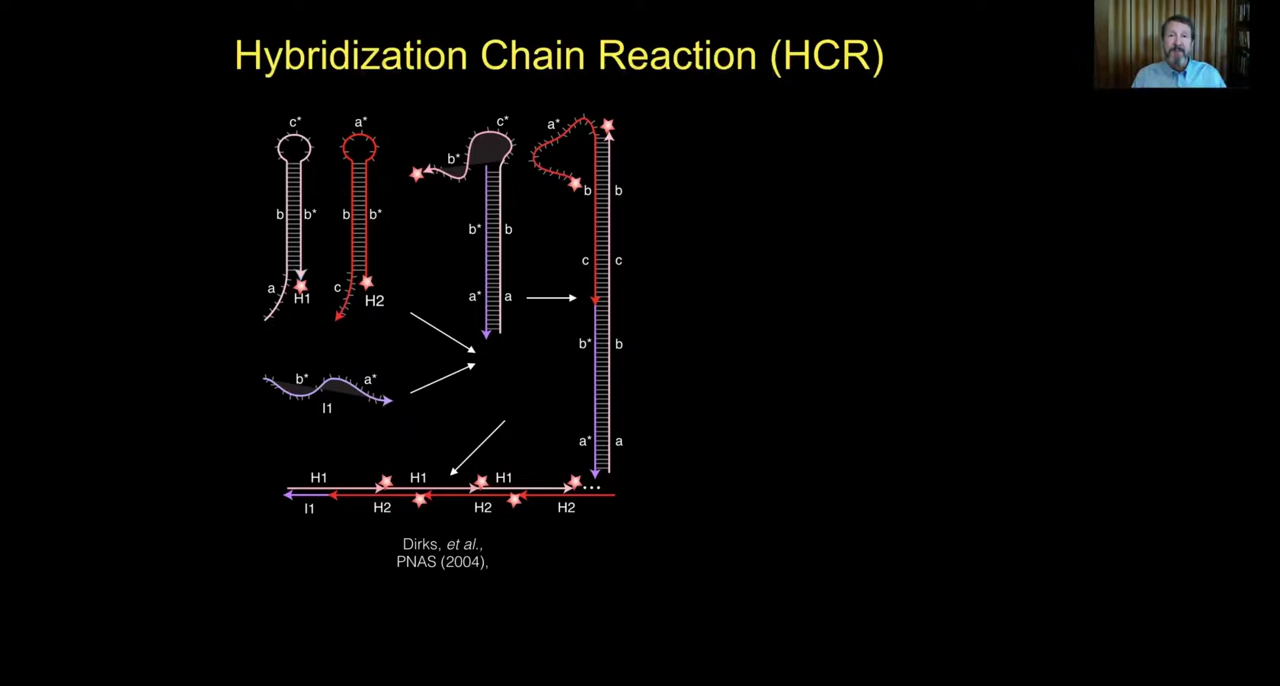 Hybridization Chain Reaction (HCR)
c*
a*
b
b*
b
b*
a
H1
c
H2
b*
a*
I1
c*
b*
b*
b
a*
a
a*
b
b
c
c
b*
b
a*
a
H1
H1
H1
...
I1
H2
H2
H2
Dirks, et al.,
PNAS (2004),